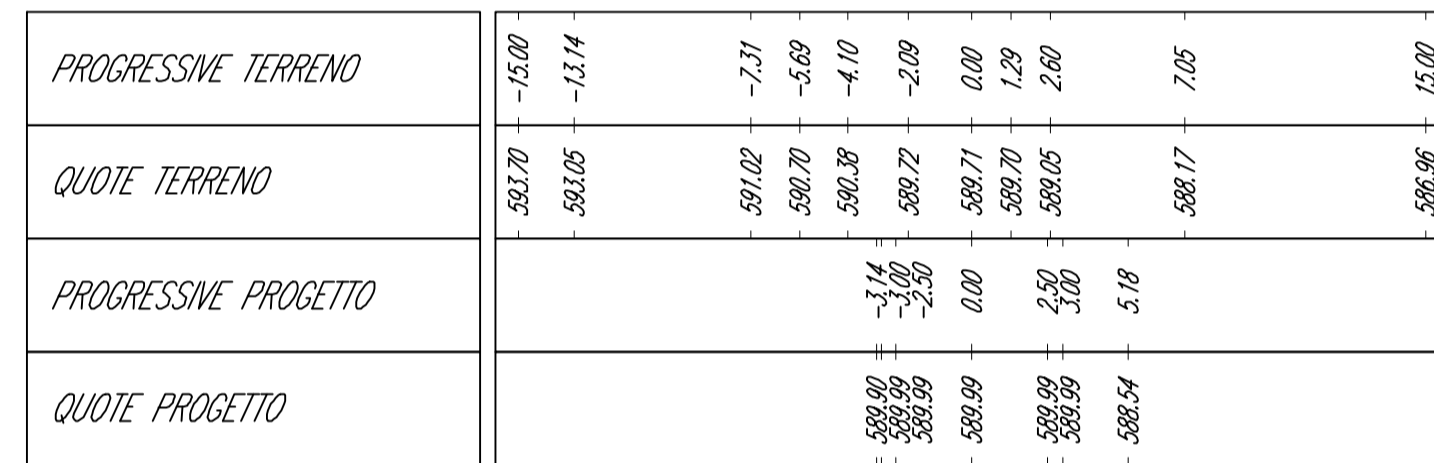 PROGRESSIVE TERRENO -15.00 -13.14 -7.31 -5.69 -4.10 -2.09 0.00 1.29 2.60 7.05 15.00
QUOTE TERRENO 593.70 593.05 591.02 590.70 590.38 589.72 589.71 589.70 589.05 588.17 586.96
PROGRESSIVE PROGETTO -3.14 -3.00 -2.50 0.00 2.50 3.00 5.18
QUOTE PROGETTO 589.90 589.99 589.99 589.99 589.99 589.99 588.54